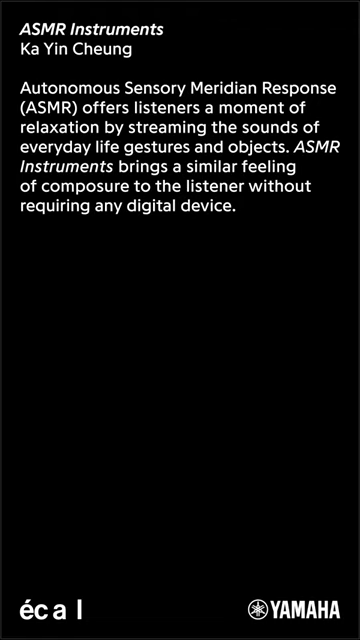 ASMR Instruments
Ka Yin Cheung
Autonomous Sensory Meridian Response
(ASMR) offers listeners a moment of
relaxation by streaming the sounds of
everyday life gestures and objects. ASMR
Instruments brings a similar feeling
of composure to the listener without
requiring any digital device.
éc a l
YAMAHA